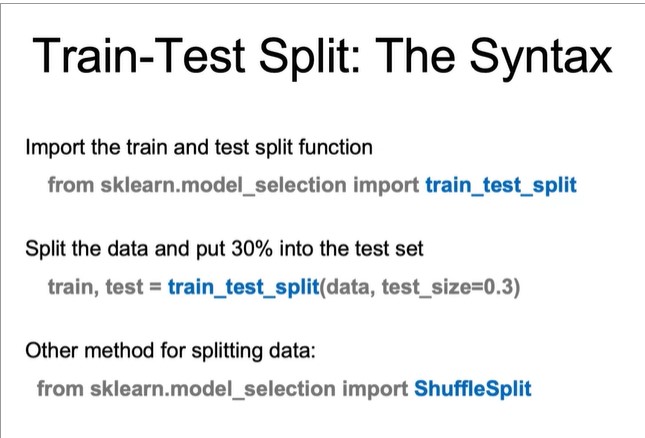 Train-Test Split: The Syntax
Import the train and test split function
from sklearn.model_selection import train_test_split
Split the data and put 30% into the test set
train, test = train_test_split(data, test_size=0.3)
Other method for splitting data:
from sklearn.model_selection import ShuffleSplit